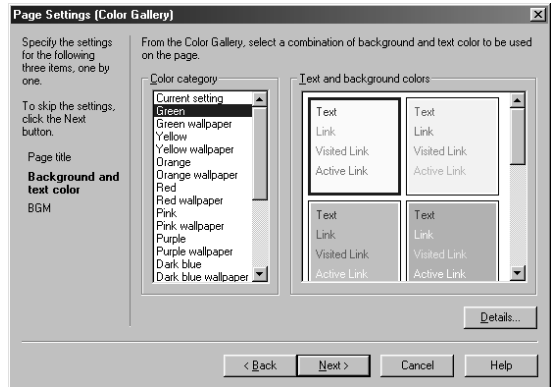 Page Settings (Color Gallery)
Specify the settings
for the following
three items, one by
one.
To skip the settings,
click the Next
button.
Page title
Background and
text color
BGM
From the Color Gallery, select a combination of background and text color to be used
on the page.
Color category
Current setting
Green
Green wallpaper
Yellow
Yellow wallpaper
Orange
Orange wallpaper
Red
Red wallpaper
Pink
Pink wallpaper
Purple
Purple wallpaper
Dark blue
Dark blue wallpaper
Text and background colors
Text
Link
Visited Link
Active Link
Text
Link
Visited Link
Active Link
Text
Link
Visited Link
Active Link
Text
Link
Visited Link
Active Link
Details...
< Back
Next >
Cancel
Help